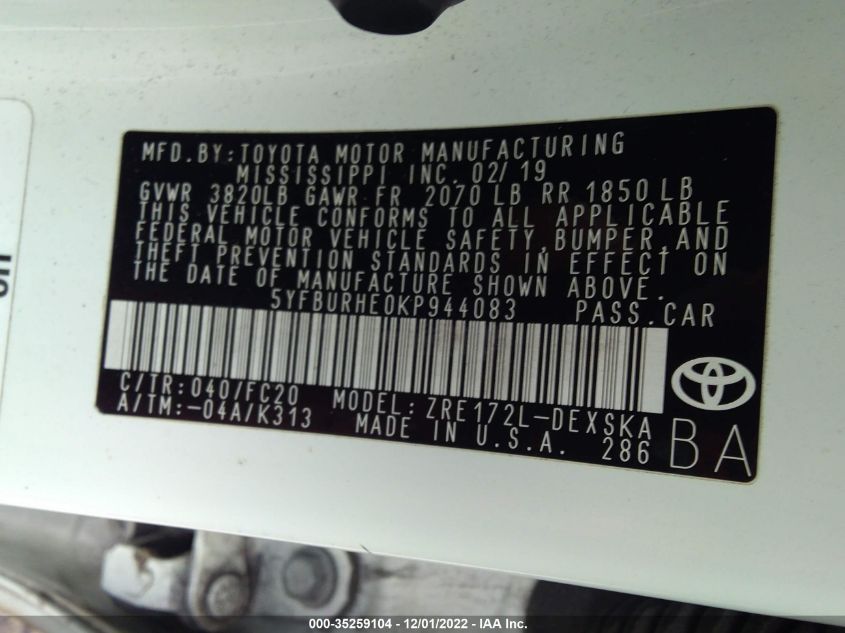 MFD.BY:TOYOTA MOTOR MANUFACTURING
MISSISSIPPI INC. 02/19
GVWR 3820LB GAWR FR 2070 LB RR 1850 LB
THIS VEHICLE CONFORMS TO ALL APPLICABLE
FEDERAL MOTOR VEHICLE SAFETY,BUMPER,AND
THEFT PREVENTION STANDARDS IN EFFECT ON
THE DATE OF MANUFACTURE SHOWN ABOVE.
5YFBURHE0KP944083 PASS.CAR
C/TR:040/FC20 MODEL:ZRE172L-DEXSKA
A/TM:-04A/K313 MADE IN U.S.A. 286
BA
000-35259104 - 12/01/2022 - IAA Inc.